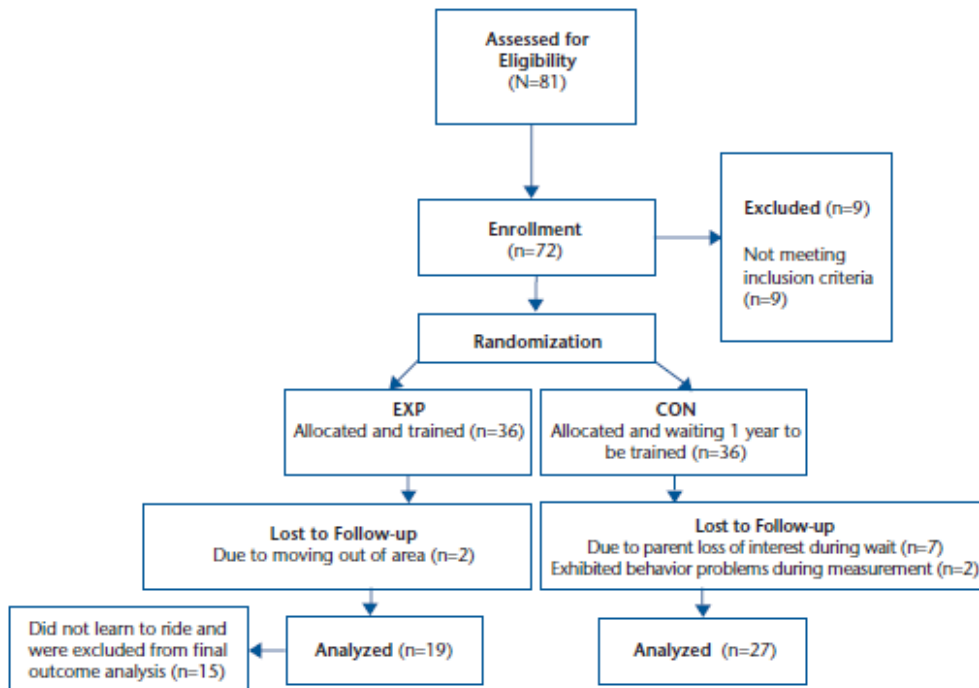 Assessed for
Eligibility
(N=81)
Enrollment
(n=72)
Excluded (n=9)
Not meeting
inclusion criteria
(n=9)
Randomization
EXP
Allocated and trained (n=36)
CON
Allocated and waiting 1 year to
be trained (n=36)
Lost to Follow-up
Due to moving out of area (n=2)
Lost to Follow-up
Due to parent loss of interest during wait (n=7)
Exhibited behavior problems during measurement (n=2)
Did not learn to ride and
were excluded from final
outcome analysis (n=15)
Analyzed (n=19)
Analyzed (n=27)